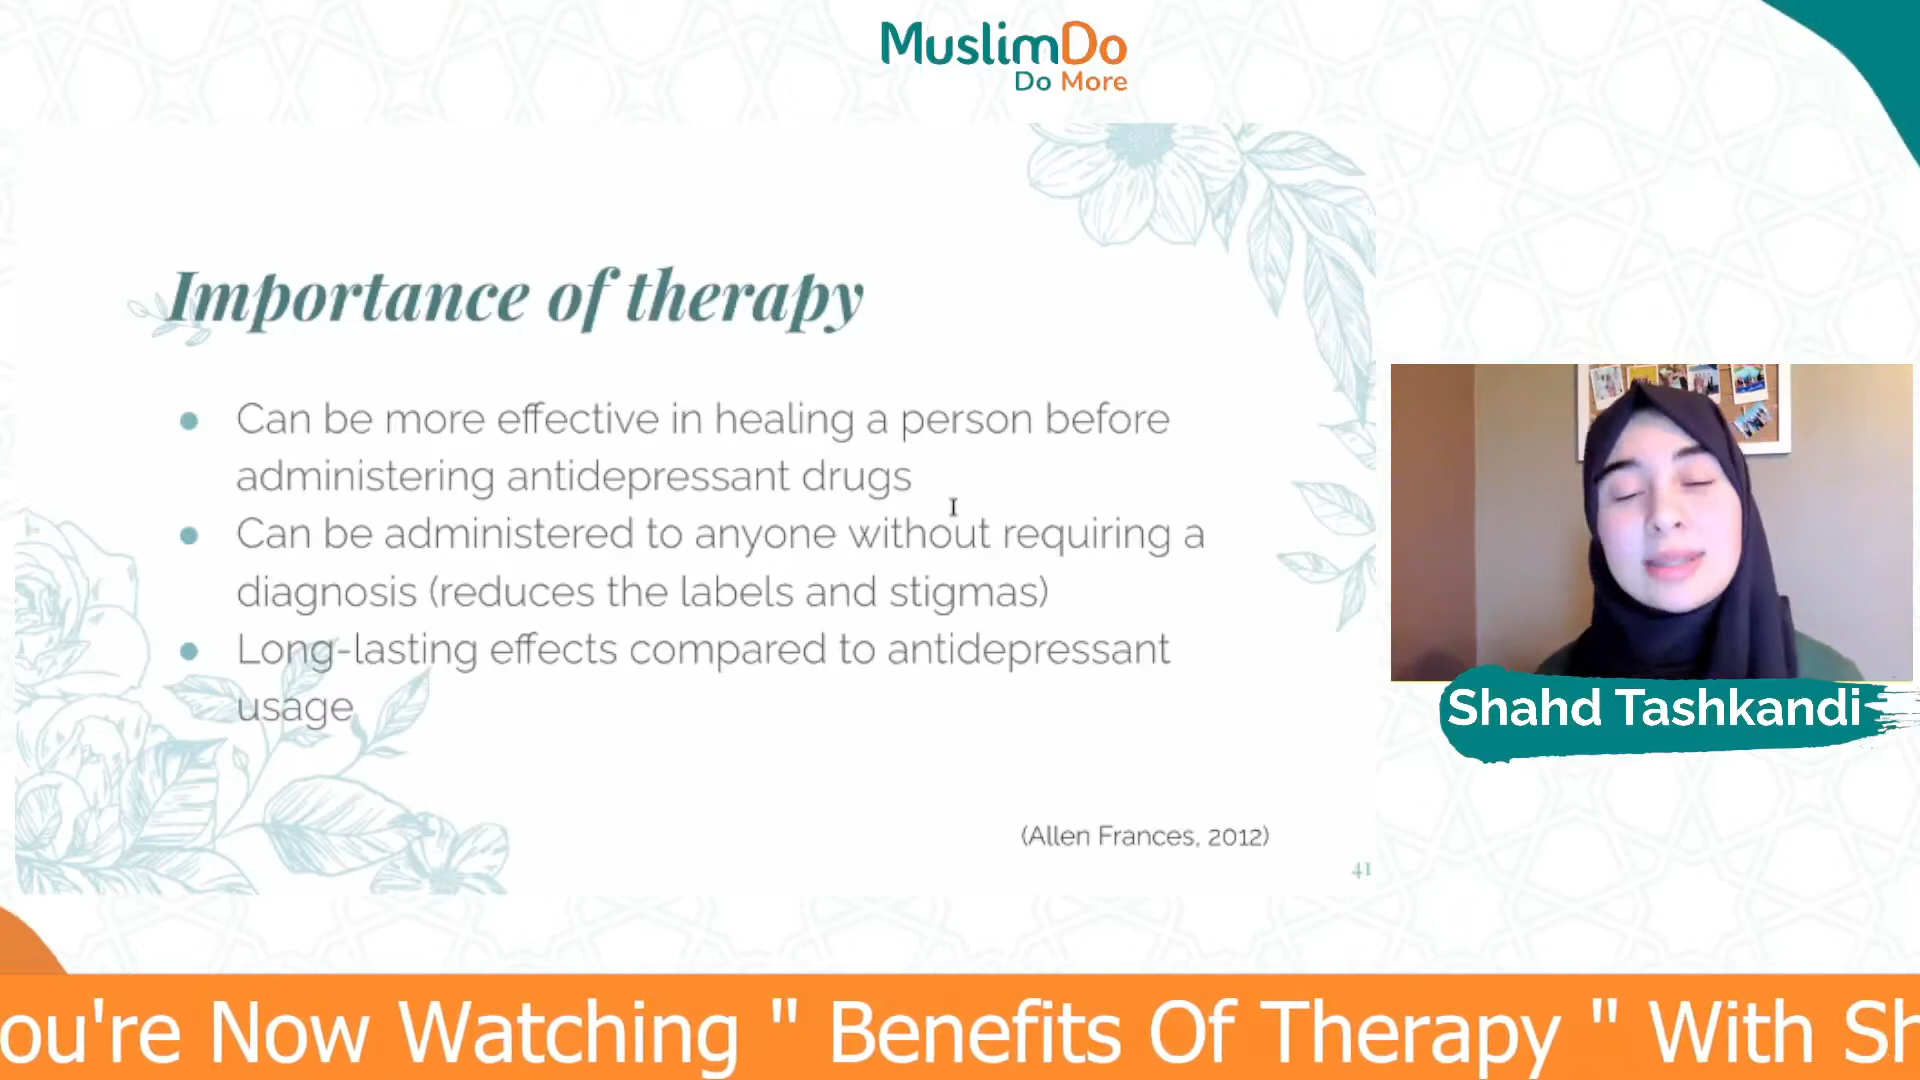 MuslimDo
Do More
Importance of therapy
● Can be more effective in healing a person before
administering antidepressant drugs
● Can be administered to anyone without requiring a
diagnosis (reduces the labels and stigmas)
● Long-lasting effects compared to antidepressant
usage
(Allen Frances, 2012)
41
Shahd Tashkandi
ou're Now Watching " Benefits Of Therapy " With Sh